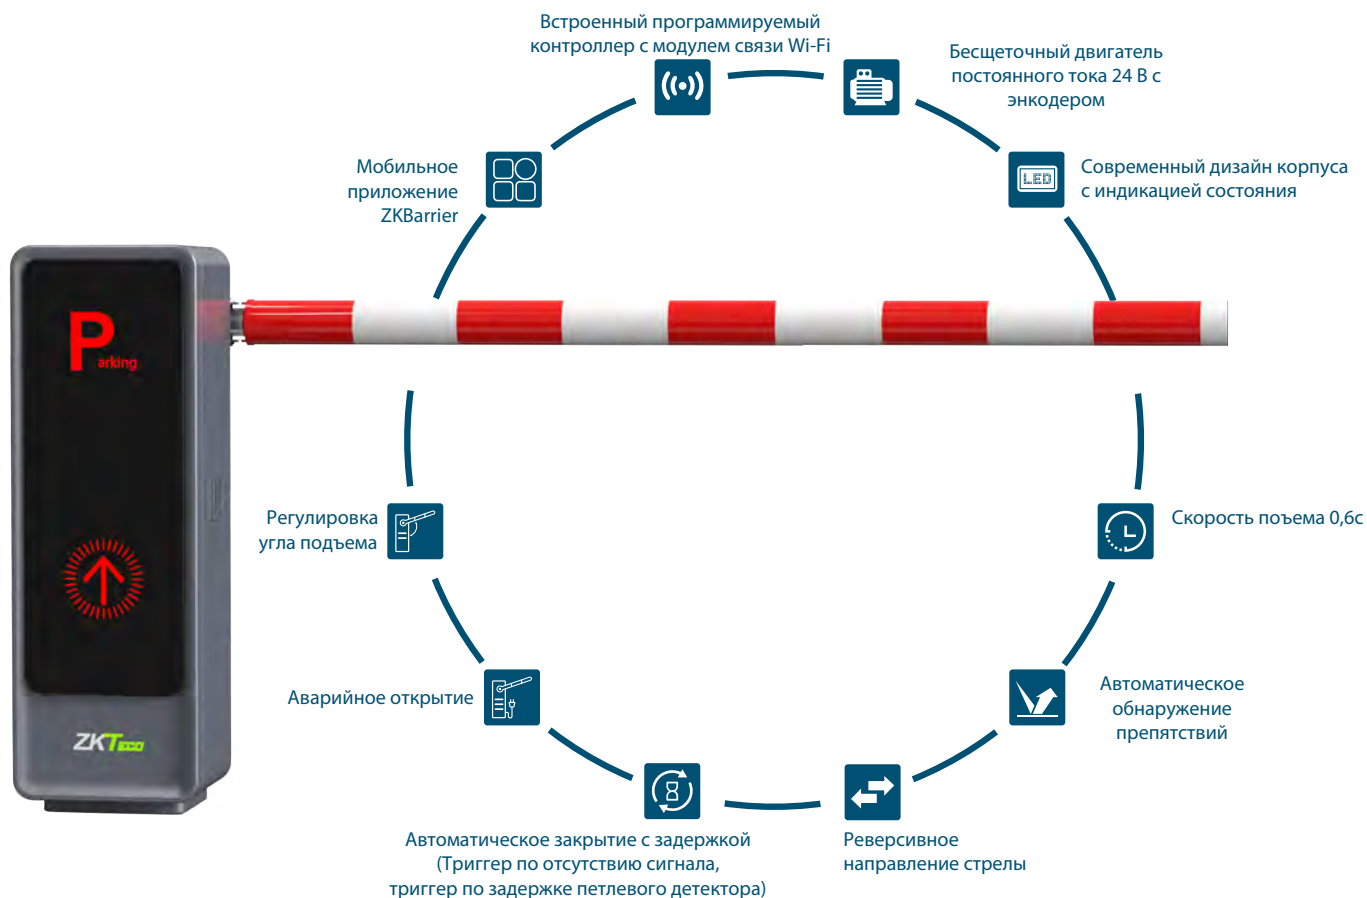 Встроенный программируемый
контроллер с модулем связи Wi-Fi
Бесщеточный двигатель
постоянного тока 24 В с
энкодером
Мобильное
приложение
ZKBarrier
LED
Современный дизайн корпуса
с индикацией состояния
Parking
Регулировка
угла подъема
Скорость поъема 0,6с
Аварийное открытие
Автоматическое
обнаружение
препятствий
ZKTeco
Автоматическое закрытие с задержкой
(Триггер по отсутствию сигнала,
триггер по задержке петлевого детектора)
Реверсивное
направление стрелы